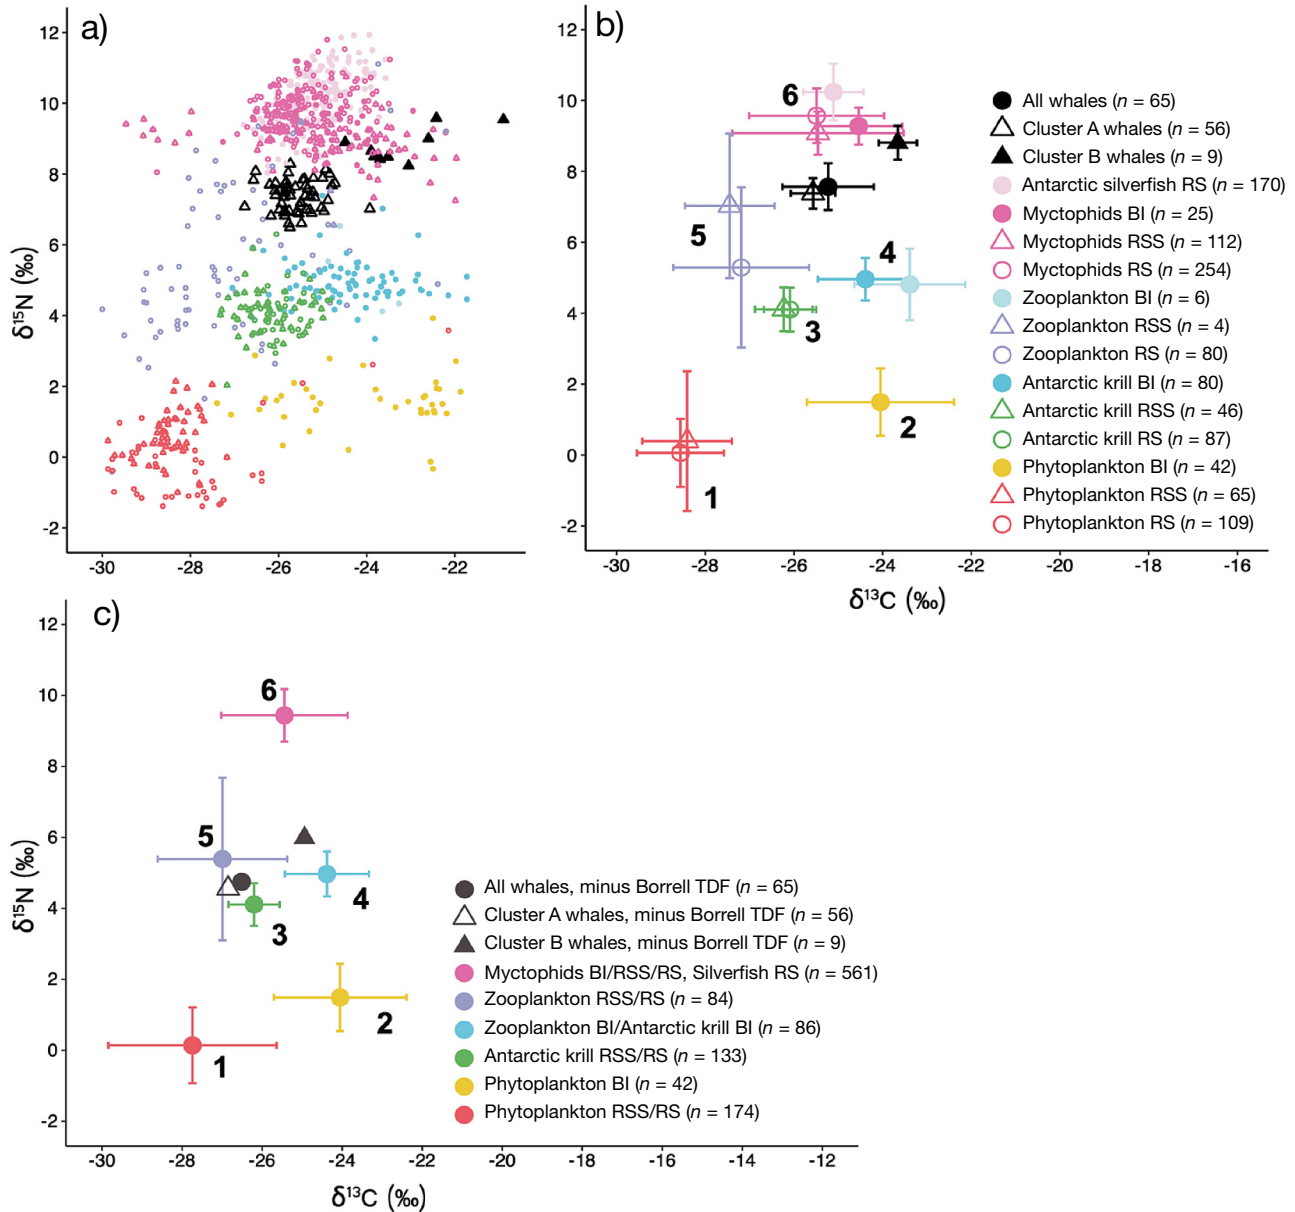 a)
12
10
8
6
4
2
0
-2
δ15N (‰)
-30
-28
-26
-24
-22
b)
12
10
8
6
4
2
0
-2
6
5
4
3
2
1
-30
-28
-26
-24
-22
-20
-18
-16
δ13C (‰)
All whales (n = 65)
Cluster A whales (n = 56)
Cluster B whales (n = 9)
Antarctic silverfish RS (n = 170)
Myctophids BI (n = 25)
Myctophids RSS (n = 112)
Myctophids RS (n = 254)
Zooplankton BI (n = 6)
Zooplankton RSS (n = 4)
Zooplankton RS (n = 80)
Antarctic krill BI (n = 80)
Antarctic krill RSS (n = 46)
Antarctic krill RS (n = 87)
Phytoplankton BI (n = 42)
Phytoplankton RSS (n = 65)
Phytoplankton RS (n = 109)
c)
12
10
8
6
4
2
0
-2
δ15N (‰)
6
5
4
3
2
1
All whales, minus Borrell TDF (n = 65)
Cluster A whales, minus Borrell TDF (n = 56)
Cluster B whales, minus Borrell TDF (n = 9)
Myctophids BI/RSS/RS, Silverfish RS (n = 561)
Zooplankton RSS/RS (n = 84)
Zooplankton BI/Antarctic krill BI (n = 86)
Antarctic krill RSS/RS (n = 133)
Phytoplankton BI (n = 42)
Phytoplankton RSS/RS (n = 174)
-30
-28
-26
-24
-22
-20
-18
-16
-14
-12
δ13C (‰)